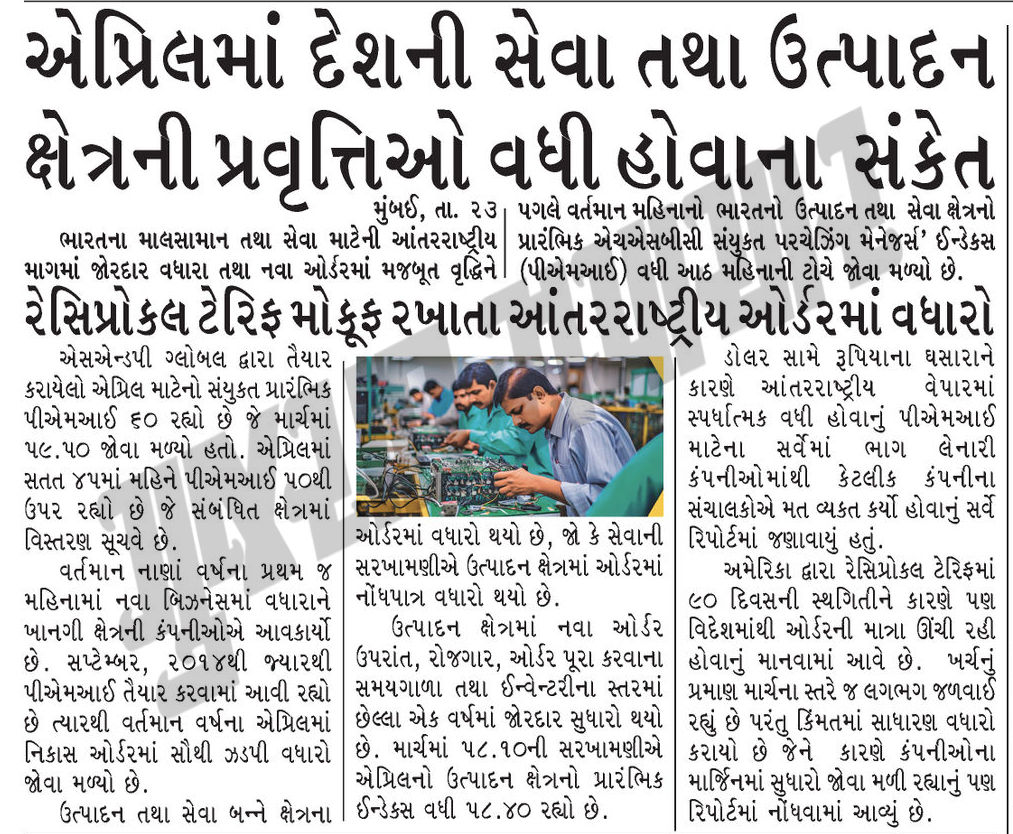 એપ્રિલમાં દેશની સેવા તથા ઉત્પાદન
ક્ષેત્રની પ્રવૃત્તિઓ વધી હોવાના સંકેત
મુંબઈ, તા. ૨૩
ભારતના માલસામાન તથા સેવા માટેની આંતરરાષ્ટ્રીય
માગમાં જોરદાર વધારા તથા નવા ઓર્ડરમાં મજબૂત વૃદ્ધિને
પગલે વર્તમાન મહિનાનો ભારતનો ઉત્પાદન તથા સેવા ક્ષેત્રનો
પ્રારંભિક એચએસબીસી સંયુકત પરચેઝિંગ મેનેજર્સ’ ઈન્ડેકસ
(પીએમઆઈ) વધી આઠ મહિનાની ટોચે જોવા મળ્યો છે.
રેસિપ્રોકલ ટેરિફ મોકૂફ રખાતા આંતરરાષ્ટ્રીય ઓર્ડરમાં વધારો
એસએન્ડપી ગ્લોબલ દ્વારા તૈયાર
કરાયેલો એપ્રિલ માટેનો સંયુકત પ્રારંભિક
પીએમઆઈ ૬૦ રહ્યો છે જે માર્ચમાં
૫૯.૫૦ જોવા મળ્યો હતો. એપ્રિલમાં
સતત ૪૫માં મહિને પીએમઆઈ ૫૦થી
ઉપર રહ્યો છે જે સંબંધિત ક્ષેત્રમાં
વિસ્તરણ સૂચવે છે.
વર્તમાન નાણાં વર્ષના પ્રથમ જ
મહિનામાં નવા બિઝનેસમાં વધારાને
ખાનગી ક્ષેત્રની કંપનીઓએ આવકાર્યો
છે. સપ્ટેમ્બર, ૨૦૧૪થી જ્યારથી
પીએમઆઈ તૈયાર કરવામાં આવી રહ્યો
છે ત્યારથી વર્તમાન વર્ષના એપ્રિલમાં
નિકાસ ઓર્ડરમાં સૌથી ઝડપી વધારો
જોવા મળ્યો છે.
ઉત્પાદન તથા સેવા બન્ને ક્ષેત્રના
ઓર્ડરમાં વધારો થયો છે, જો કે સેવાની
સરખામણીએ ઉત્પાદન ક્ષેત્રમાં ઓર્ડરમાં
નોંધપાત્ર વધારો થયો છે.
ઉત્પાદન ક્ષેત્રમાં નવા ઓર્ડર
ઉપરાંત, રોજગાર, ઓર્ડર પૂરા કરવાના
સમયગાળા તથા ઈન્વેન્ટરીના સ્તરમાં
છેલ્લા એક વર્ષમાં જોરદાર સુધારો થયો
છે. માર્ચમાં ૫૮.૧૦ની સરખામણીએ
એપ્રિલનો ઉત્પાદન ક્ષેત્રનો પ્રારંભિક
ઈન્ડેકસ વધી ૫૮.૪૦ રહ્યો છે.
ડોલર સામે રૂપિયાના ઘસારાને
કારણે આંતરરાષ્ટ્રીય વેપારમાં
સ્પર્ધાત્મક વધી હોવાનું પીએમઆઈ
માટેના સર્વેમાં ભાગ લેનારી
કંપનીઓમાંથી કેટલીક કંપનીના
સંચાલકોએ મત વ્યકત કર્યો હોવાનું સર્વે
રિપોર્ટમાં જણાવાયું હતું.
અમેરિકા દ્વારા રેસિપ્રોકલ ટેરિફમાં
૯૦ દિવસની સ્થગિતીને કારણે પણ
વિદેશમાંથી ઓર્ડરની માત્રા ઊંચી રહી
હોવાનું માનવામાં આવે છે. ખર્ચનું
પ્રમાણ માર્ચના સ્તરે જ લગભગ જળવાઈ
રહ્યું છે પરંતુ કિંમતમાં સાધારણ વધારો
કરાયો છે જેને કારણે કંપનીઓના
માર્જિનમાં સુધારો જોવા મળી રહ્યાનું પણ
રિપોર્ટમાં નોંધવામાં આવ્યું છે.